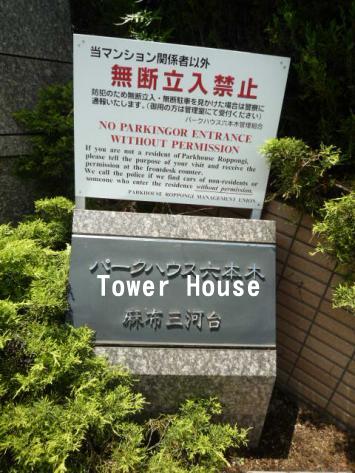 当マンション関係者以外
無断立入禁止
防犯のため無断立入・無断駐車を見かけた場合は警察に
通報いたします。(御用の方は管理室にて受付ください)
パークハウス六本木管理組合
NO PARKINGOR ENTRANCE
WITHOUT PERMISSION
If you are not a resident of Parkhouse Roppongi,
please tell the purpose of your visit and receive the
permission at the frontdesk counter.
We call the police if we find cars of non-residents or
someone who enter the residence without permission.
PARKHOUSE ROPPONGI MANAGEMENT UNION
パークハウス六本木
Tower House
麻布三河台